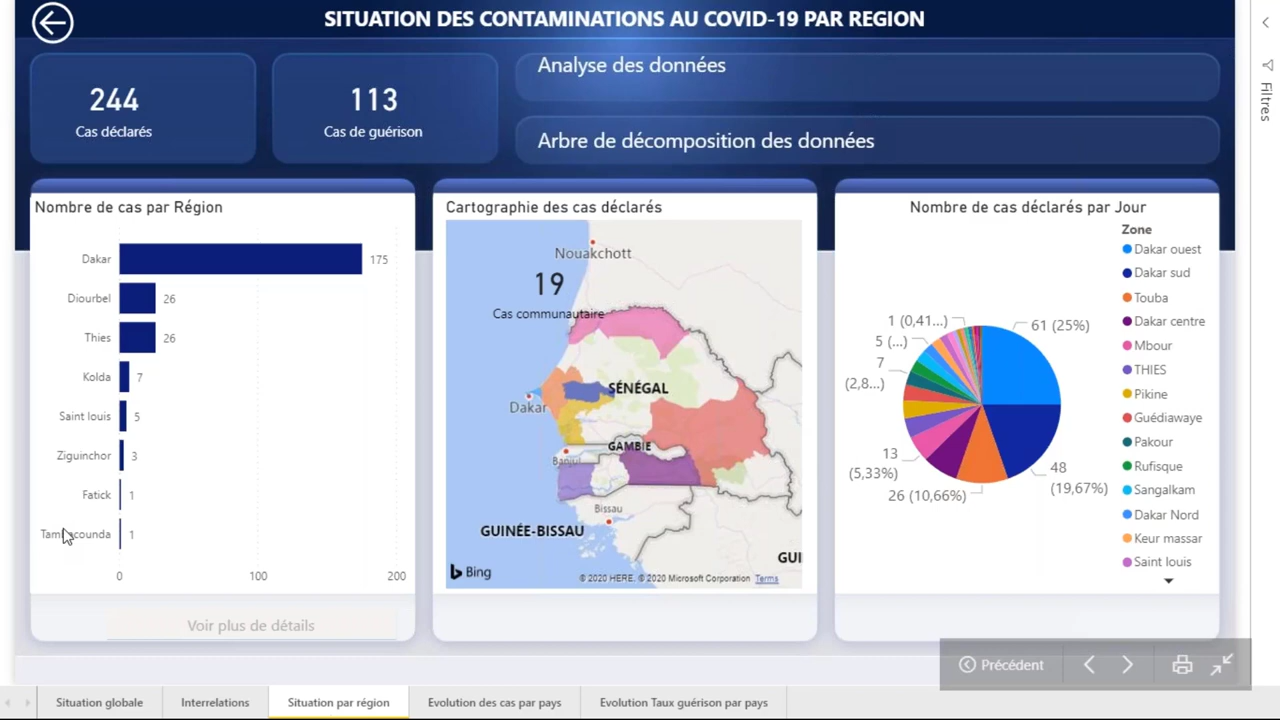 SITUATION DES CONTAMINATIONS AU COVID-19 PAR REGION
244
Cas déclarés
113
Cas de guérison
Analyse des données
Arbre de décomposition des données
Filtres
Nombre de cas par Région
Dakar 175
Diourbel 26
Thies 26
Kolda 7
Saint louis 5
Ziguinchor 3
Fatick 1
Tambacounda 1
0 100 200
Voir plus de détails
Cartographie des cas déclarés
Nouakchott
19
Cas communautaire
SÉNÉGAL
Dakar
GAMBIE
Banjul
Bissau
GUINÉE-BISSAU
GUI
Bing
© 2020 HERE, © 2020 Microsoft Corporation Terms
Nombre de cas déclarés par Jour
1 (0,41...)
5 (...)
7
(2,8...)
13
(5,33%)
26 (10,66%)
48
(19,67%)
61 (25%)
Zone
Dakar ouest
Dakar sud
Touba
Dakar centre
Mbour
THIES
Pikine
Guédiawaye
Pakour
Rufisque
Sangalkam
Dakar Nord
Keur massar
Saint louis
Précédent
Situation globale
Interrelations
Situation par région
Evolution des cas par pays
Evolution Taux guérison par pays